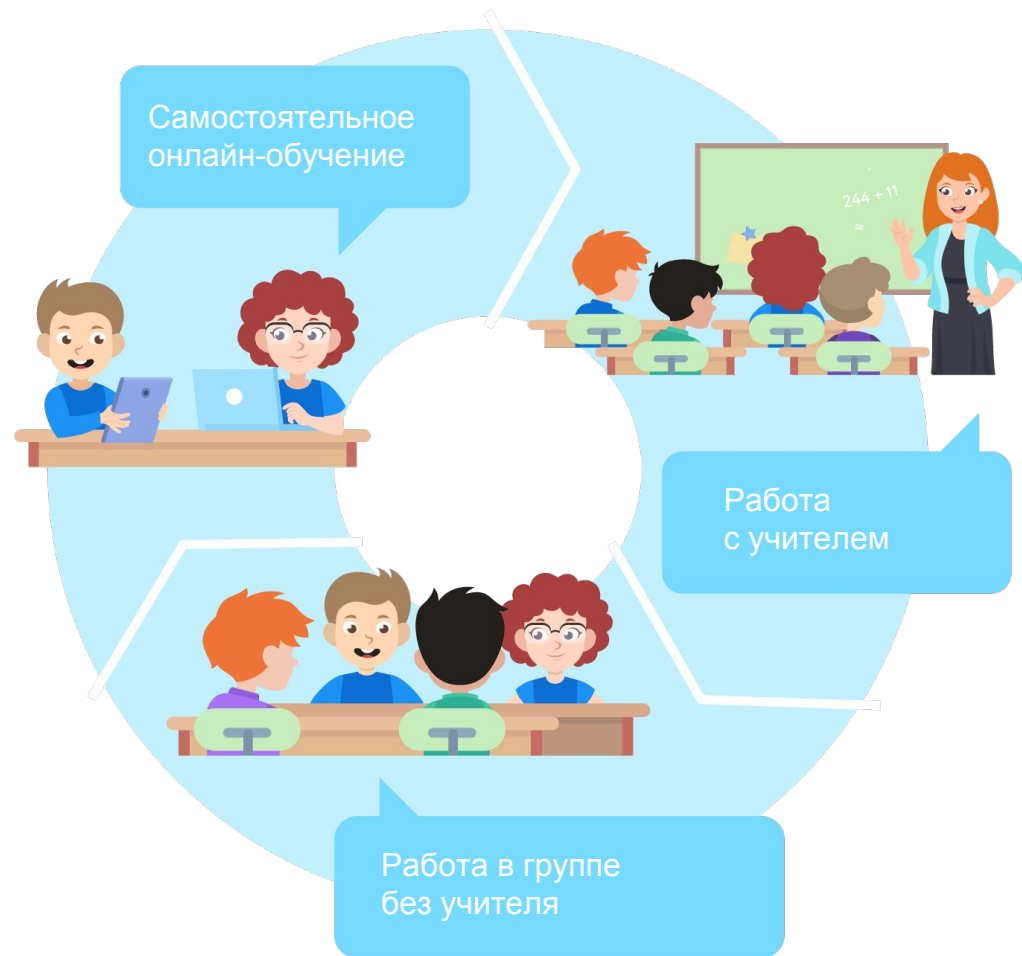 Самостоятельное
онлайн-обучение
244 + 11
=
Работа
с учителем
Работа в группе
без учителя